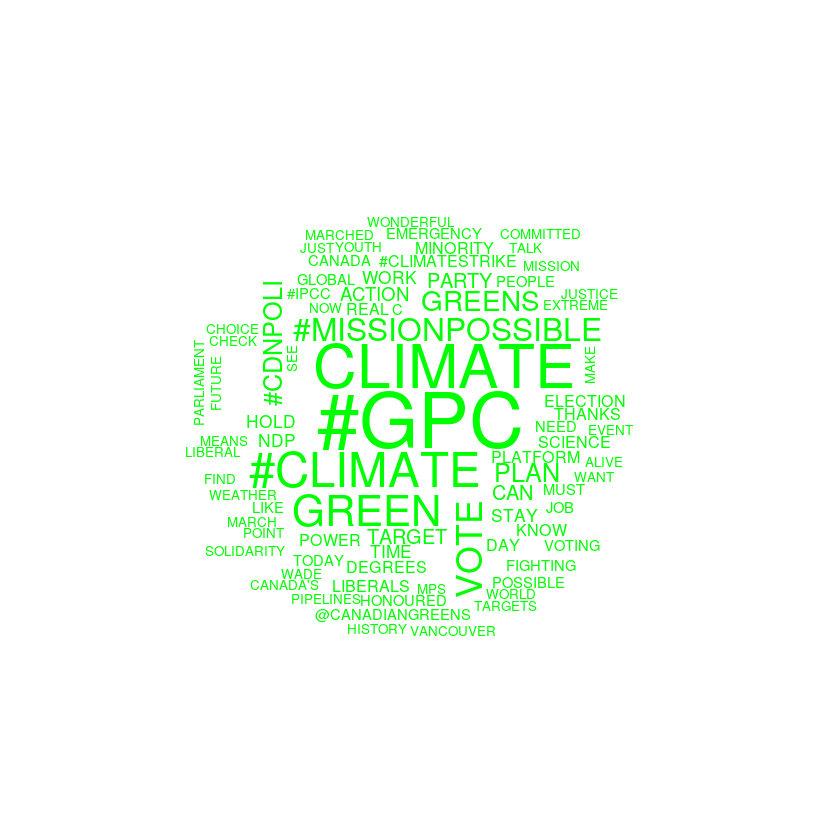 WONDERFUL
MARCHED EMERGENCY COMMITTED
JUST YOUTH MINORITY TALK
CANADA #CLIMATESTRIKE MISSION
GLOBAL WORK PARTY PEOPLE
#IPCC ACTION GREENS JUSTICE
NOW REAL C EXTREME
#CDNPOLI
CHOICE #MISSIONPOSSIBLE
CHECK
SEE CLIMATE MAKE
PARLIAMENT
FUTURE
#GPC ELECTION
THANKS
HOLD NEED EVENT
MEANS NDP SCIENCE
LIBERAL #CLIMATE PLATFORM ALIVE
FIND PLAN WANT
WEATHER CAN MUST
LIKE GREEN VOTE STAY JOB
MARCH KNOW
POINT POWER TARGET DAY VOTING
SOLIDARITY TIME
TODAY DEGREES FIGHTING
WADE POSSIBLE
CANADA'S LIBERALS MPS WORLD
PIPELINES HONOURED TARGETS
@CANADIANGREENS
HISTORY VANCOUVER